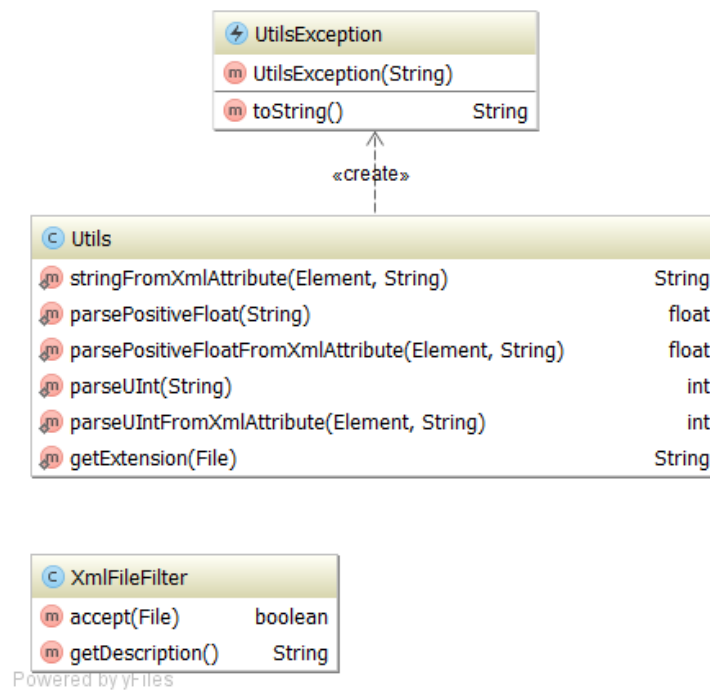 UtilsException
m UtilsException(String)
m toString() String
«create»
C Utils
m stringFromXmlAttribute(Element, String) String
m parsePositiveFloat(String) float
m parsePositiveFloatFromXmlAttribute(Element, String) float
m parseUInt(String) int
m parseUIntFromXmlAttribute(Element, String) int
m getExtension(File) String
C XmlFileFilter
m accept(File) boolean
m getDescription() String
Powered by yFiles